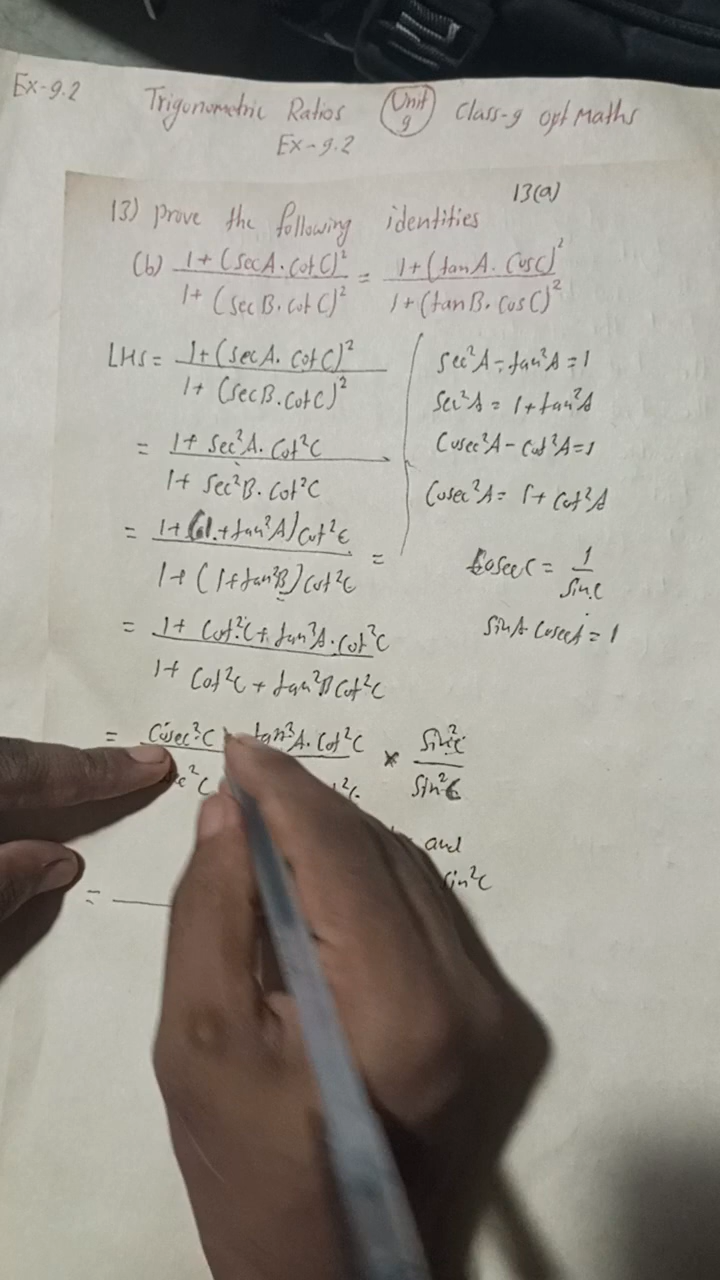 Ex-9.2
Trigonometric Ratios Unit 9 Class-9 opt Maths
Ex-9.2
13(a)
13) prove the following identities
(b) 1+(secA.cotC)² / 1+(secB.cotC)² = 1+(tanA.CosC)² / 1+(tanB.CosC)²
LHS = 1+(secA.cotC)² / 1+(secB.cotC)²
= 1+sec²A.Cot²C / 1+sec²B.Cot²C
= 1+(1+tan²A)cot²C / 1+(1+tan²B)Cot²C =
= 1+Cot²C+tan²A.cot²C / 1+Cot²C+tan²BCot²C
= Cosec²C tan²A.Cot²C × Sin²C / Sin²C
and
Sin²C
=
sec²A-tan²A=1
Sec²A=1+tan²A
Cosec²A-Cot²A=1
Cosec²A=1+Cot²A
CosecC = 1 / Sin.C
SinA.CosecA=1